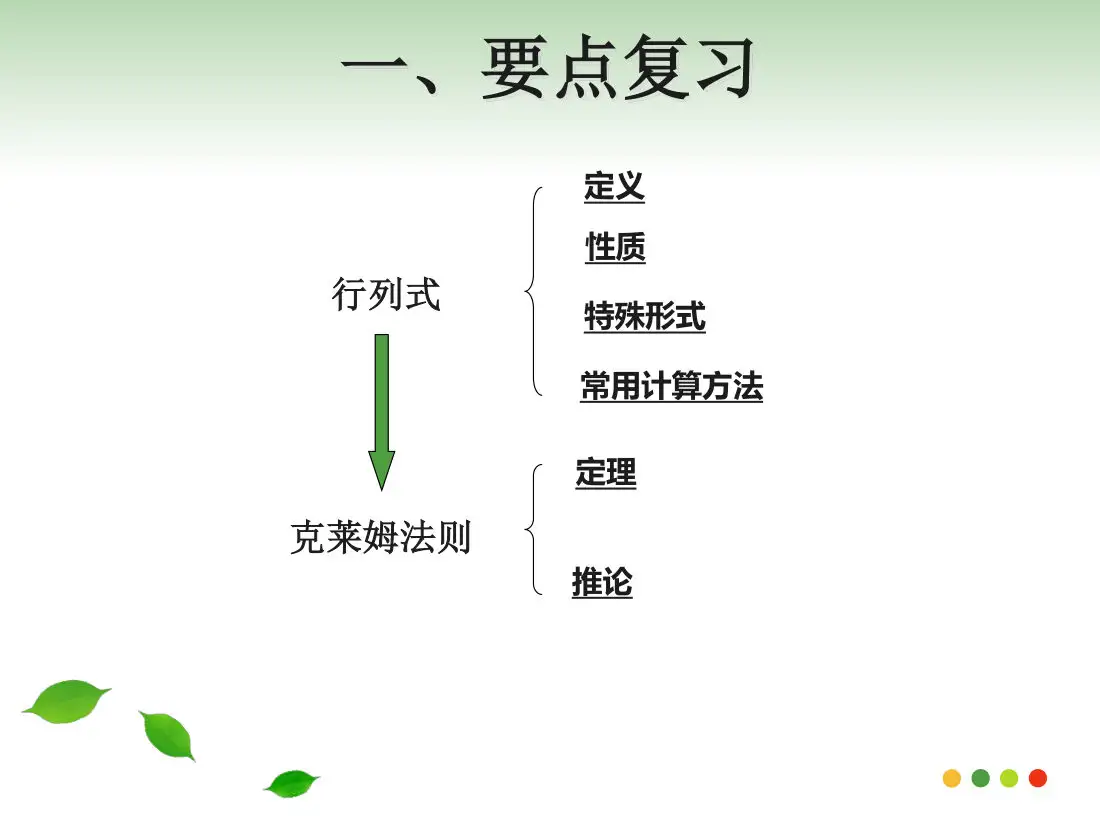 一、要点复习
定义
性质
行列式
特殊形式
常用计算方法
定理
克莱姆法则
推论